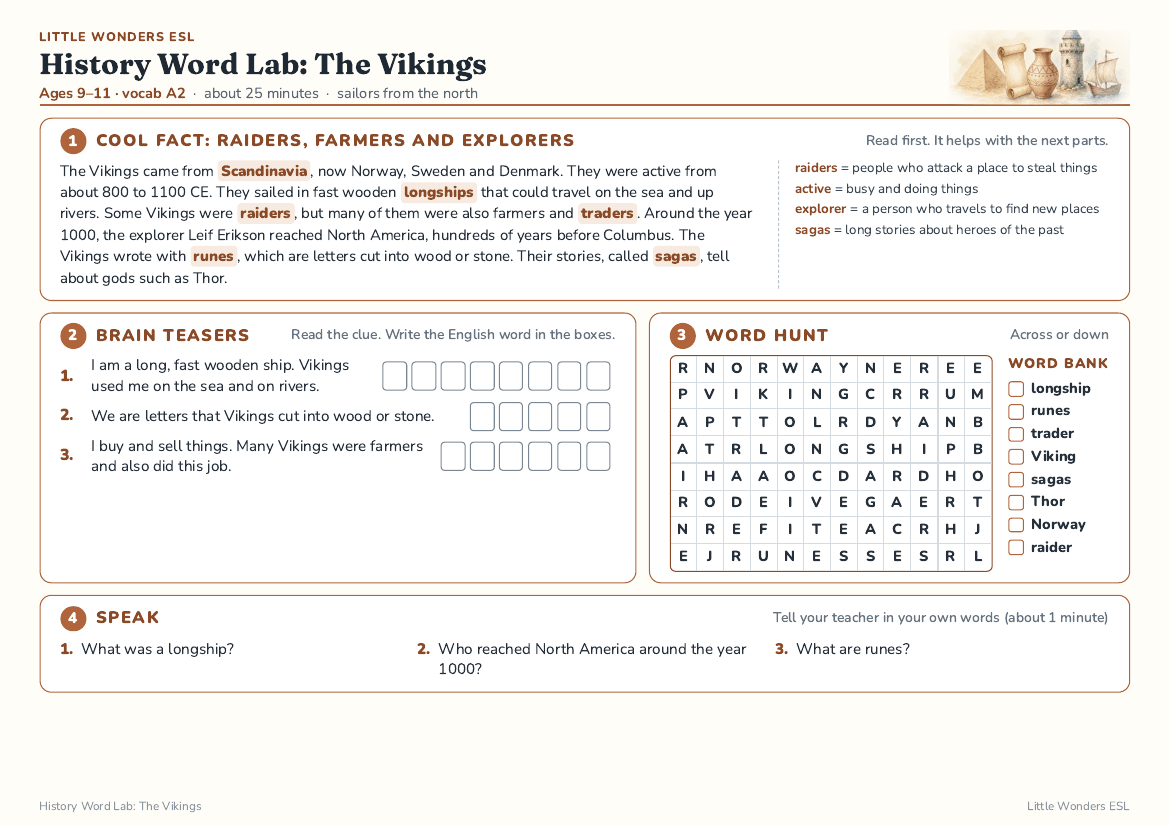 LITTLE WONDERS ESL
History Word Lab: The Vikings
Ages 9–11 · vocab A2 · about 25 minutes · sailors from the north
1 COOL FACT: RAIDERS, FARMERS AND EXPLORERS
Read first. It helps with the next parts.
The Vikings came from Scandinavia, now Norway, Sweden and Denmark. They were active from
about 800 to 1100 CE. They sailed in fast wooden longships that could travel on the sea and up
rivers. Some Vikings were raiders, but many of them were also farmers and traders. Around the year
1000, the explorer Leif Erikson reached North America, hundreds of years before Columbus. The
Vikings wrote with runes, which are letters cut into wood or stone. Their stories, called sagas, tell
about gods such as Thor.
raiders = people who attack a place to steal things
active = busy and doing things
explorer = a person who travels to find new places
sagas = long stories about heroes of the past
2 BRAIN TEASERS
Read the clue. Write the English word in the boxes.
1. I am a long, fast wooden ship. Vikings
used me on the sea and on rivers.
2. We are letters that Vikings cut into wood or stone.
3. I buy and sell things. Many Vikings were farmers
and also did this job.
3 WORD HUNT
Across or down
R N O R W A Y N E R E E
P V I K I N G C R R U M
A P T T O L R D Y A N B
A T R L O N G S H I P B
I H A A O C D A R D H O
R O D E I V E G A E R T
N R E F I T E A C R H J
E J R U N E S S E S R L
WORD BANK
longship
runes
trader
Viking
sagas
Thor
Norway
raider
4 SPEAK
Tell your teacher in your own words (about 1 minute)
1. What was a longship?
2. Who reached North America around the year
1000?
3. What are runes?
History Word Lab: The Vikings
Little Wonders ESL